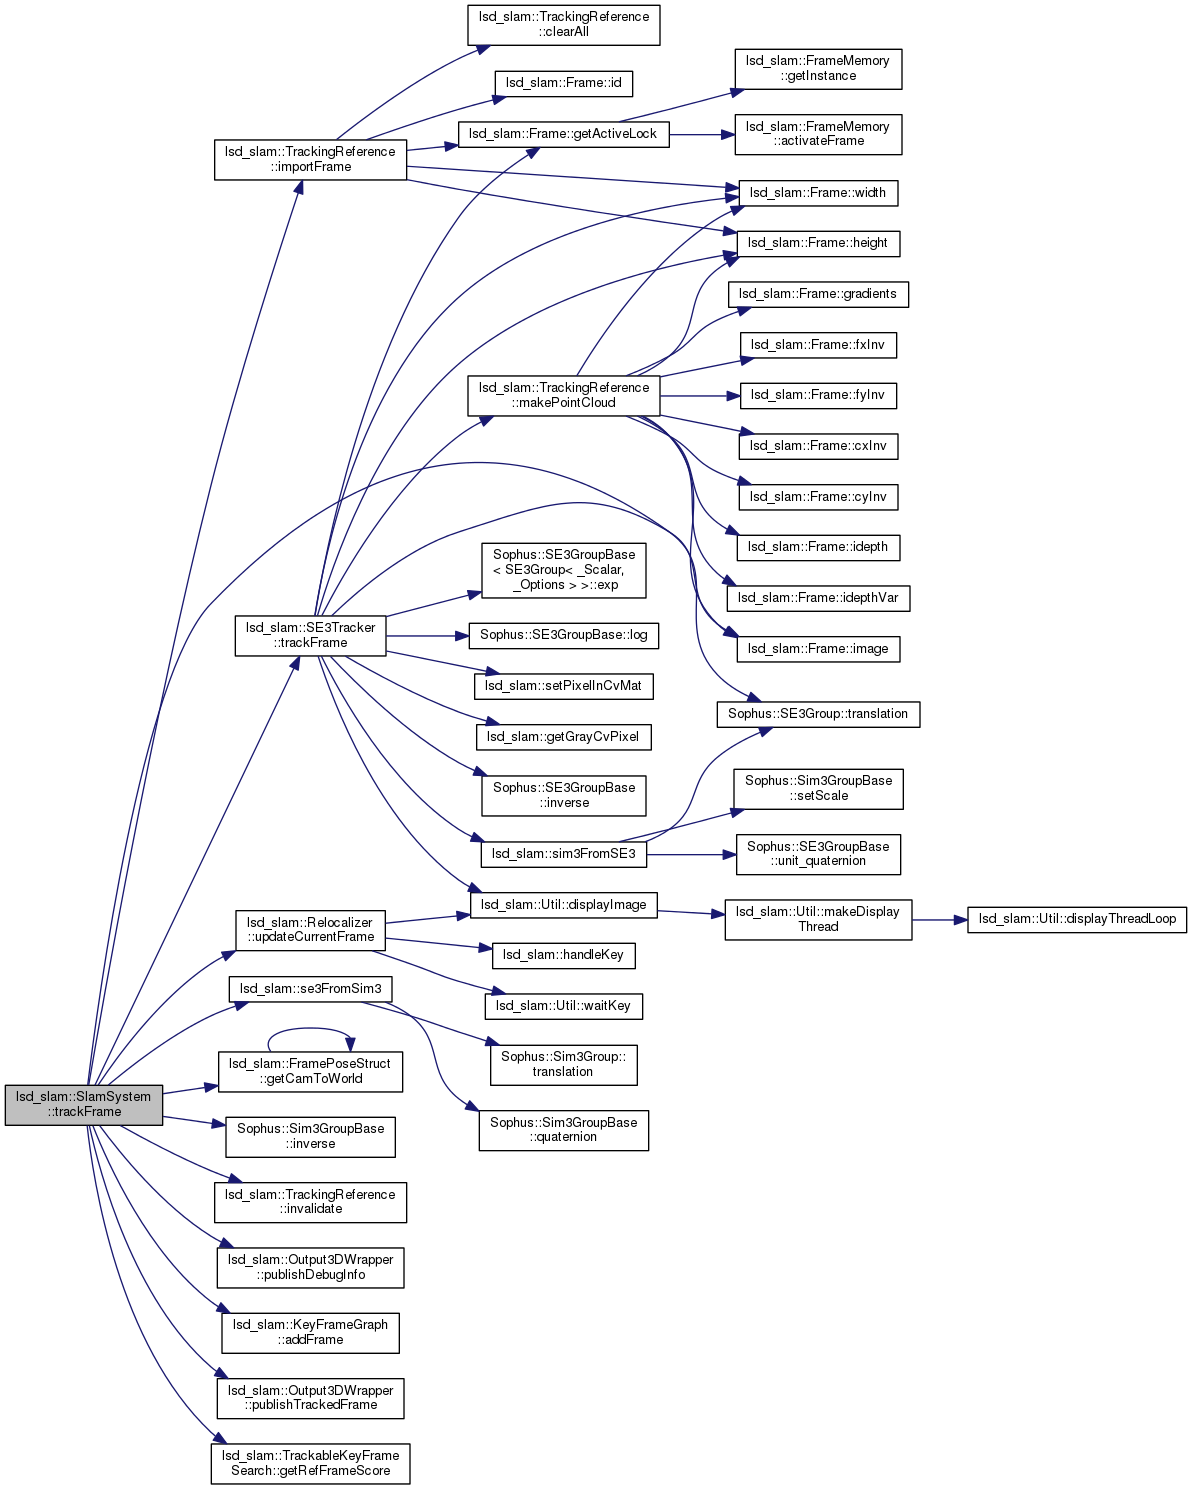 lsd_slam::TrackingReference
::clearAll
lsd_slam::FrameMemory
::getInstance
lsd_slam::Frame::id
lsd_slam::Frame::getActiveLock
lsd_slam::FrameMemory
::activateFrame
lsd_slam::TrackingReference
::importFrame
lsd_slam::Frame::width
lsd_slam::Frame::height
lsd_slam::Frame::gradients
lsd_slam::Frame::fxInv
lsd_slam::TrackingReference
::makePointCloud
lsd_slam::Frame::fyInv
lsd_slam::Frame::cxInv
lsd_slam::Frame::cyInv
lsd_slam::Frame::idepth
Sophus::SE3GroupBase
< SE3Group< _Scalar,
_Options > >::exp
lsd_slam::Frame::idepthVar
lsd_slam::SE3Tracker
::trackFrame
Sophus::SE3GroupBase::log
lsd_slam::Frame::image
lsd_slam::setPixelInCvMat
Sophus::SE3Group::translation
lsd_slam::getGrayCvPixel
Sophus::SE3GroupBase
::inverse
Sophus::Sim3GroupBase
::setScale
lsd_slam::sim3FromSE3
Sophus::SE3GroupBase
::unit_quaternion
lsd_slam::Util::displayImage
lsd_slam::Util::makeDisplay
Thread
lsd_slam::Util::displayThreadLoop
lsd_slam::Relocalizer
::updateCurrentFrame
lsd_slam::handleKey
lsd_slam::se3FromSim3
lsd_slam::Util::waitKey
lsd_slam::FramePoseStruct
::getCamToWorld
Sophus::Sim3Group::
translation
lsd_slam::SlamSystem
::trackFrame
Sophus::Sim3GroupBase
::inverse
Sophus::Sim3GroupBase
::quaternion
lsd_slam::TrackingReference
::invalidate
lsd_slam::Output3DWrapper
::publishDebugInfo
lsd_slam::KeyFrameGraph
::addFrame
lsd_slam::Output3DWrapper
::publishTrackedFrame
lsd_slam::TrackableKeyFrame
Search::getRefFrameScore